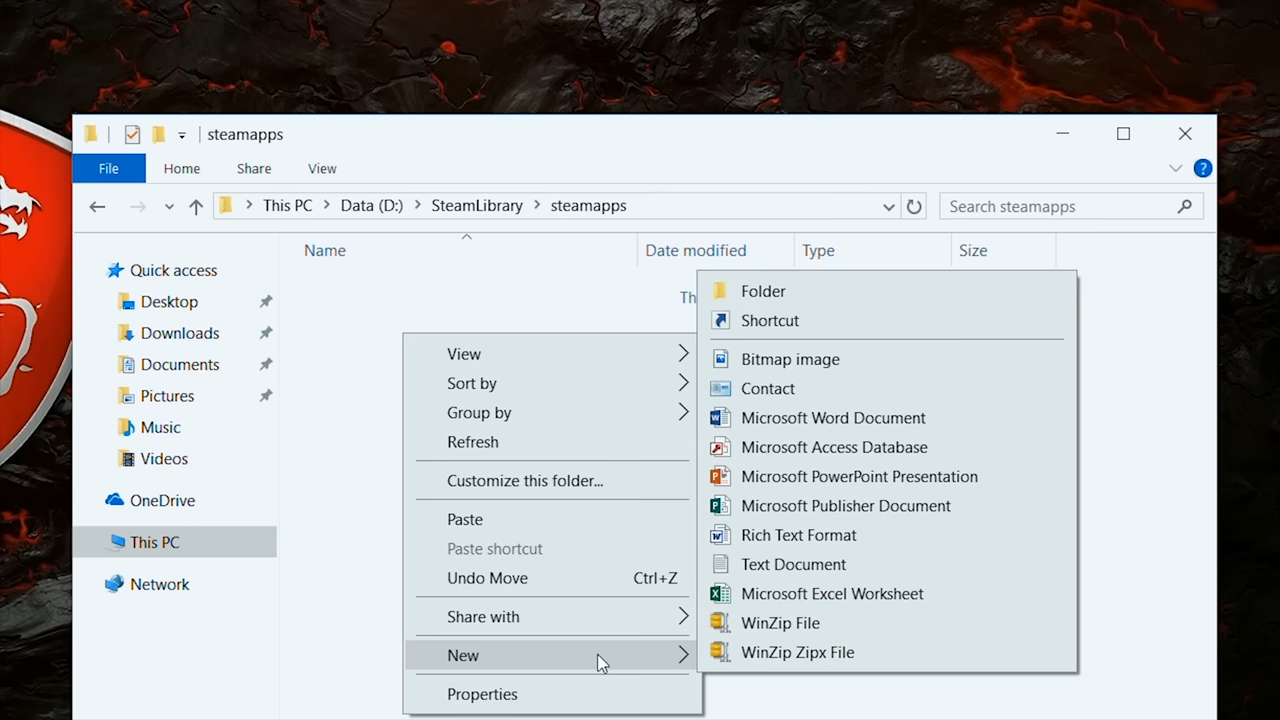 steamapps
File Home Share View
This PC Data (D:) SteamLibrary steamapps
Search steamapps
Name Date modified Type Size
Quick access
Desktop
Downloads
Documents
Pictures
Music
Videos
OneDrive
This PC
Network
Th
View
Sort by
Group by
Refresh
Customize this folder...
Paste
Paste shortcut
Undo Move Ctrl+Z
Share with
New
Properties
Folder
Shortcut
Bitmap image
Contact
Microsoft Word Document
Microsoft Access Database
Microsoft PowerPoint Presentation
Microsoft Publisher Document
Rich Text Format
Text Document
Microsoft Excel Worksheet
WinZip File
WinZip Zipx File